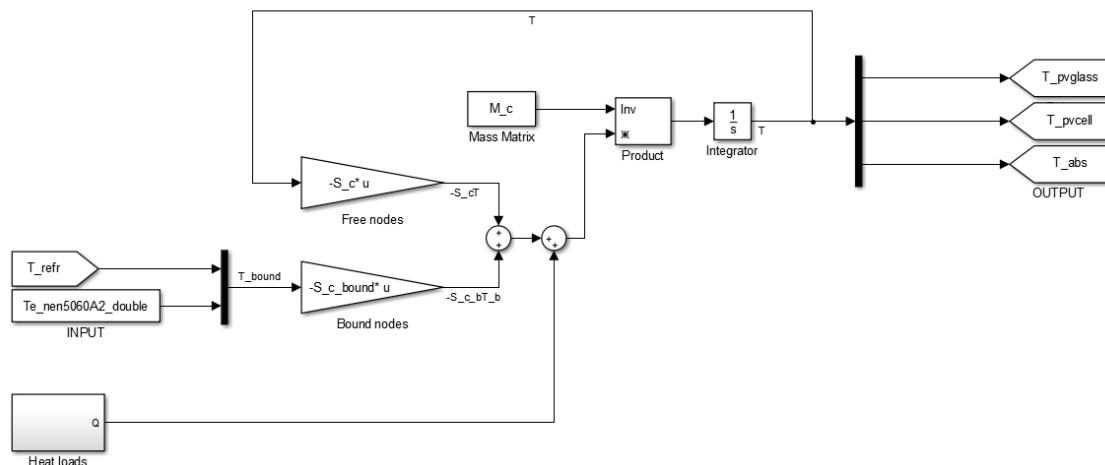 T
M_c
Mass Matrix
Inv
Product
1
s
Integrator
T
T_pvglass
T_pvcell
T_abs
OUTPUT
-S_c* u
-S_cT
Free nodes
+
+
+
+
T_refr
Te_nen5060A2_double
INPUT
T_bound
-S_c_bound* u
-S_c_bT_b
Bound nodes
Q
Heat loads